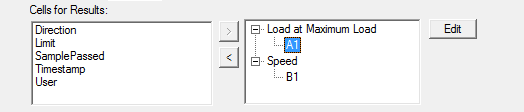 Cells for Results:
Direction
Limit
SamplePassed
Timestamp
User
>
<
Load at Maximum Load
A1
Speed
B1
Edit